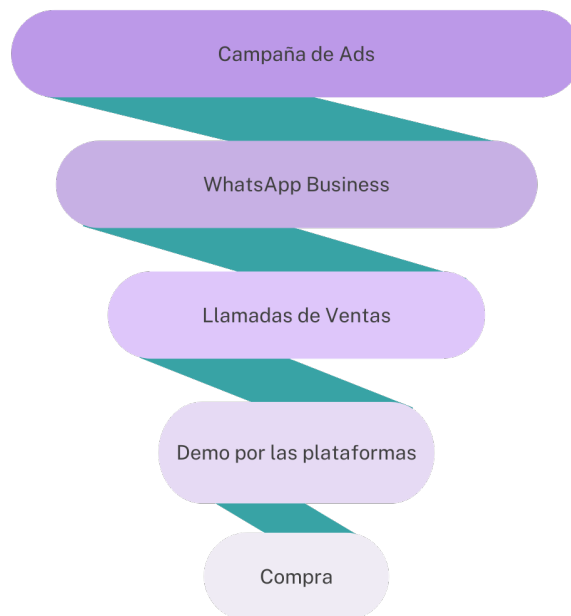 Campaña de Ads
WhatsApp Business
Llamadas de Ventas
Demo por las plataformas
Compra